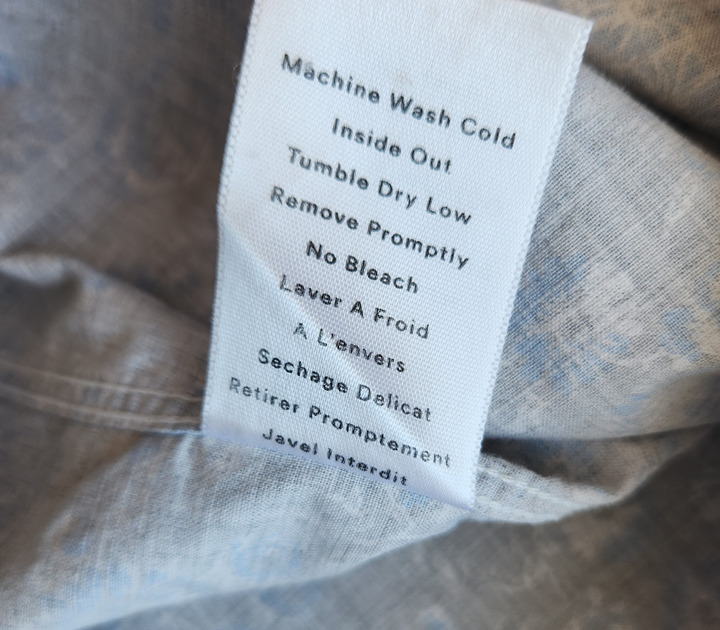 Machine Wash Cold
Inside Out
Tumble Dry Low
Remove Promptly
No Bleach
Laver A Froid
A L'envers
Sechage Delicat
Retirer Promptement
Javel Interdit